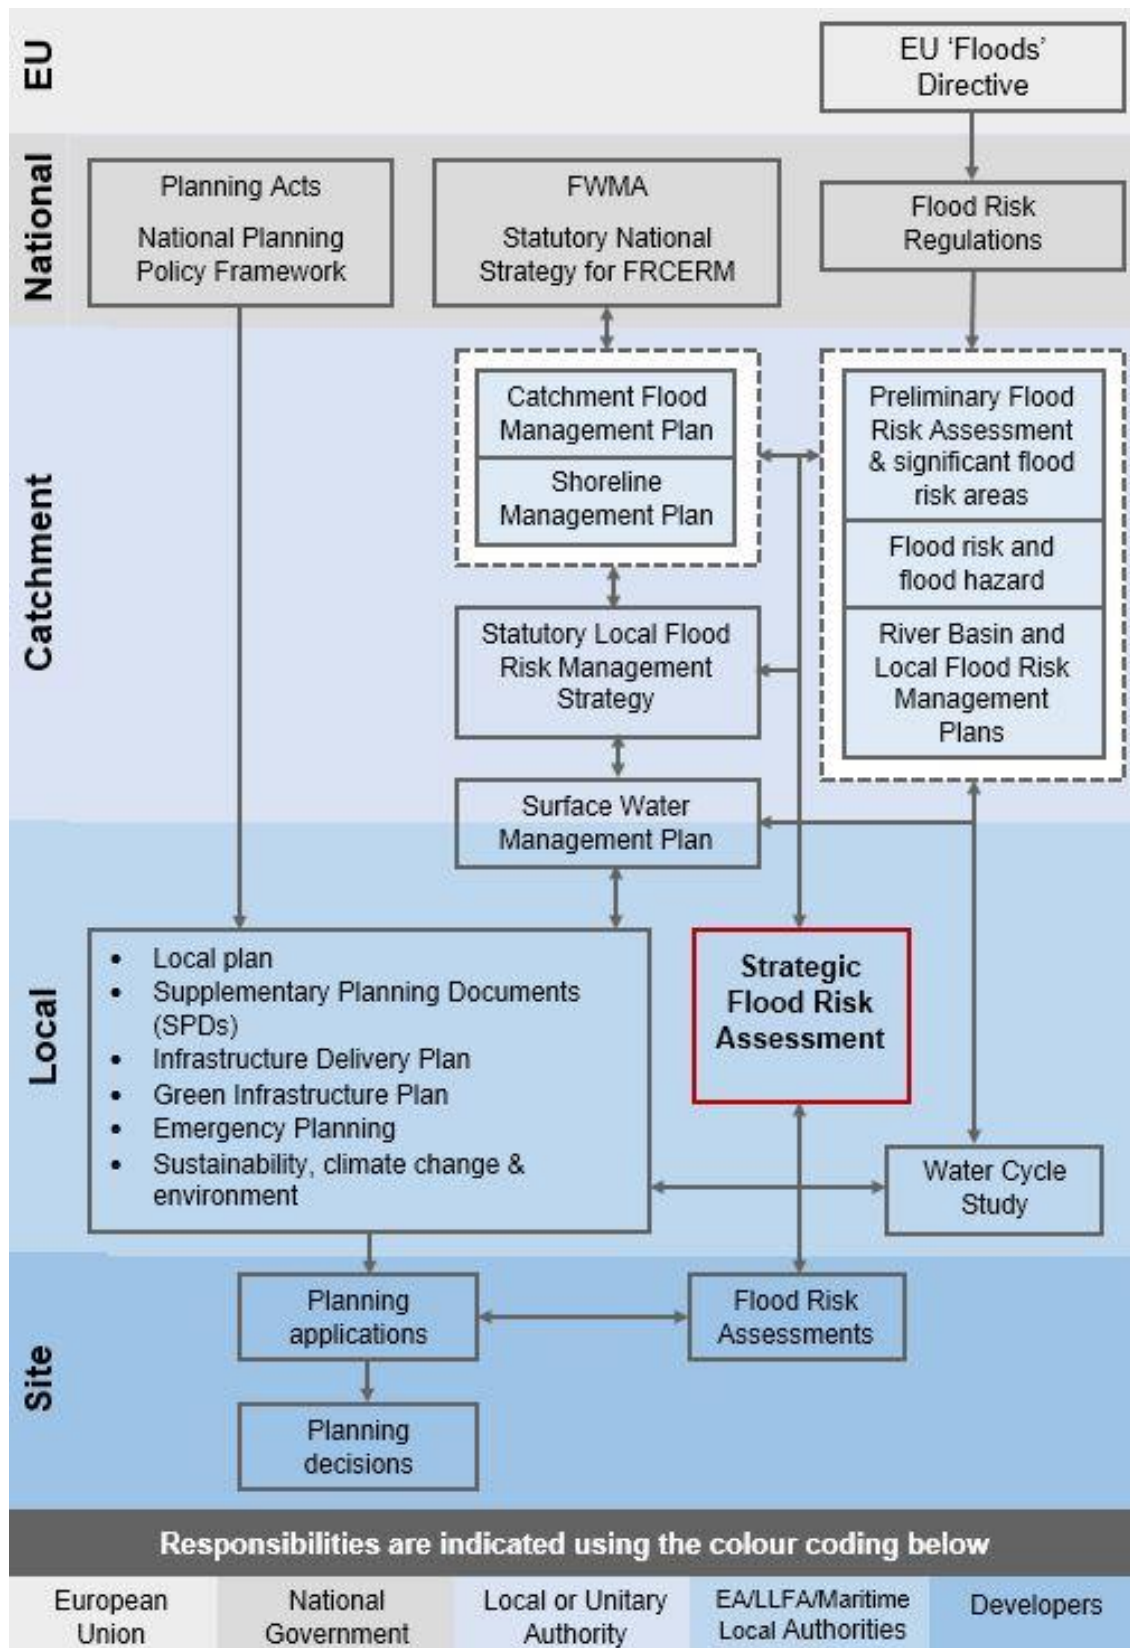 EU
EU ‘Floods’
Directive
National
Planning Acts
National Planning
Policy Framework
FWMA
Statutory National
Strategy for FRCERM
Flood Risk
Regulations
Catchment
Catchment Flood
Management Plan
Shoreline
Management Plan
Preliminary Flood
Risk Assessment
& significant flood
risk areas
Flood risk and
flood hazard
River Basin and
Local Flood Risk
Management
Plans
Statutory Local Flood
Risk Management
Strategy
Surface Water
Management Plan
Local
• Local plan
• Supplementary Planning Documents
(SPDs)
• Infrastructure Delivery Plan
• Green Infrastructure Plan
• Emergency Planning
• Sustainability, climate change &
environment
Strategic
Flood Risk
Assessment
Water Cycle
Study
Site
Planning
applications
Flood Risk
Assessments
Planning
decisions
Responsibilities are indicated using the colour coding below
European
Union
National
Government
Local or Unitary
Authority
EA/LLFA/Maritime
Local Authorities
Developers